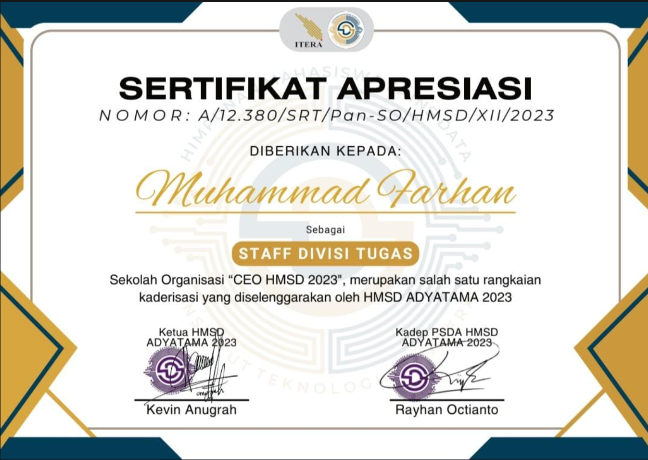 ITERA
SERTIFIKAT APRESIASI
NOMOR: A/12.380/SRT/Pan-SO/HMSD/XII/2023
DIBERIKAN KEPADA:
Muhammad Farhan
Sebagai
STAFF DIVISI TUGAS
Sekolah Organisasi "CEO HMSD 2023", merupakan salah satu rangkaian
kaderisasi yang diselenggarakan oleh HMSD ADYATAMA 2023
Ketua HMSD
ADYATAMA 2023
Kevin Anugrah
Kadep PSDA HMSD
ADYATAMA 2023
Rayhan Octianto